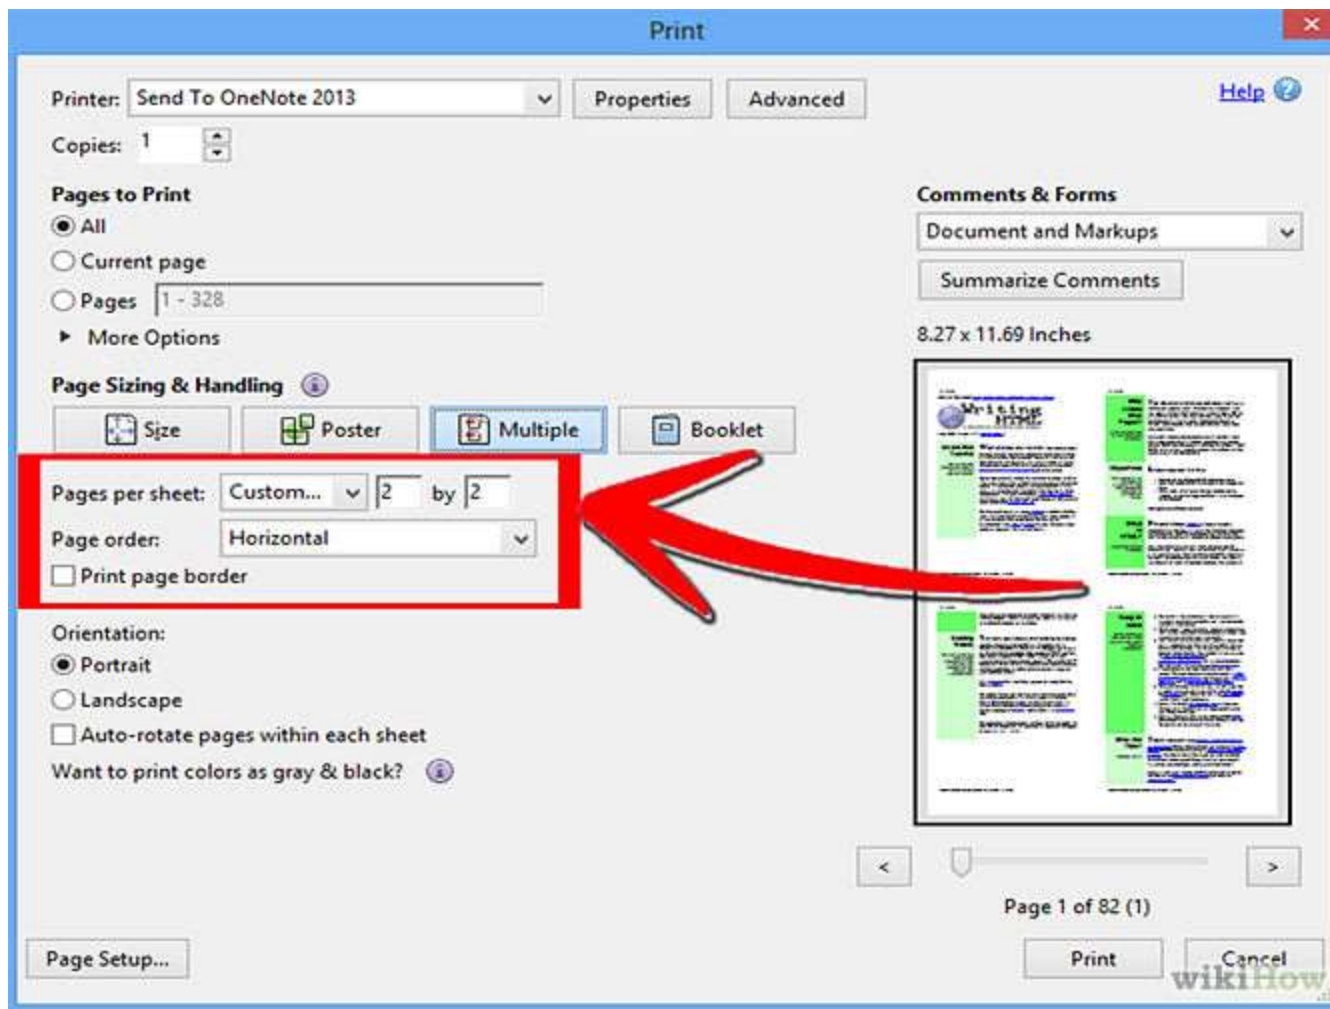 Print
Printer: Send To OneNote 2013 Properties Advanced Help
Copies: 1
Pages to Print
All
Current page
Pages 1 - 328
More Options
Page Sizing & Handling
Size Poster Multiple Booklet
Pages per sheet: Custom... 2 by 2
Page order: Horizontal
Print page border
Orientation:
Portrait
Landscape
Auto-rotate pages within each sheet
Want to print colors as gray & black?
Comments & Forms
Document and Markups
Summarize Comments
8.27 x 11.69 Inches
Writing
HTML
< >
Page 1 of 82 (1)
Page Setup... Print Cancel
wikiHow